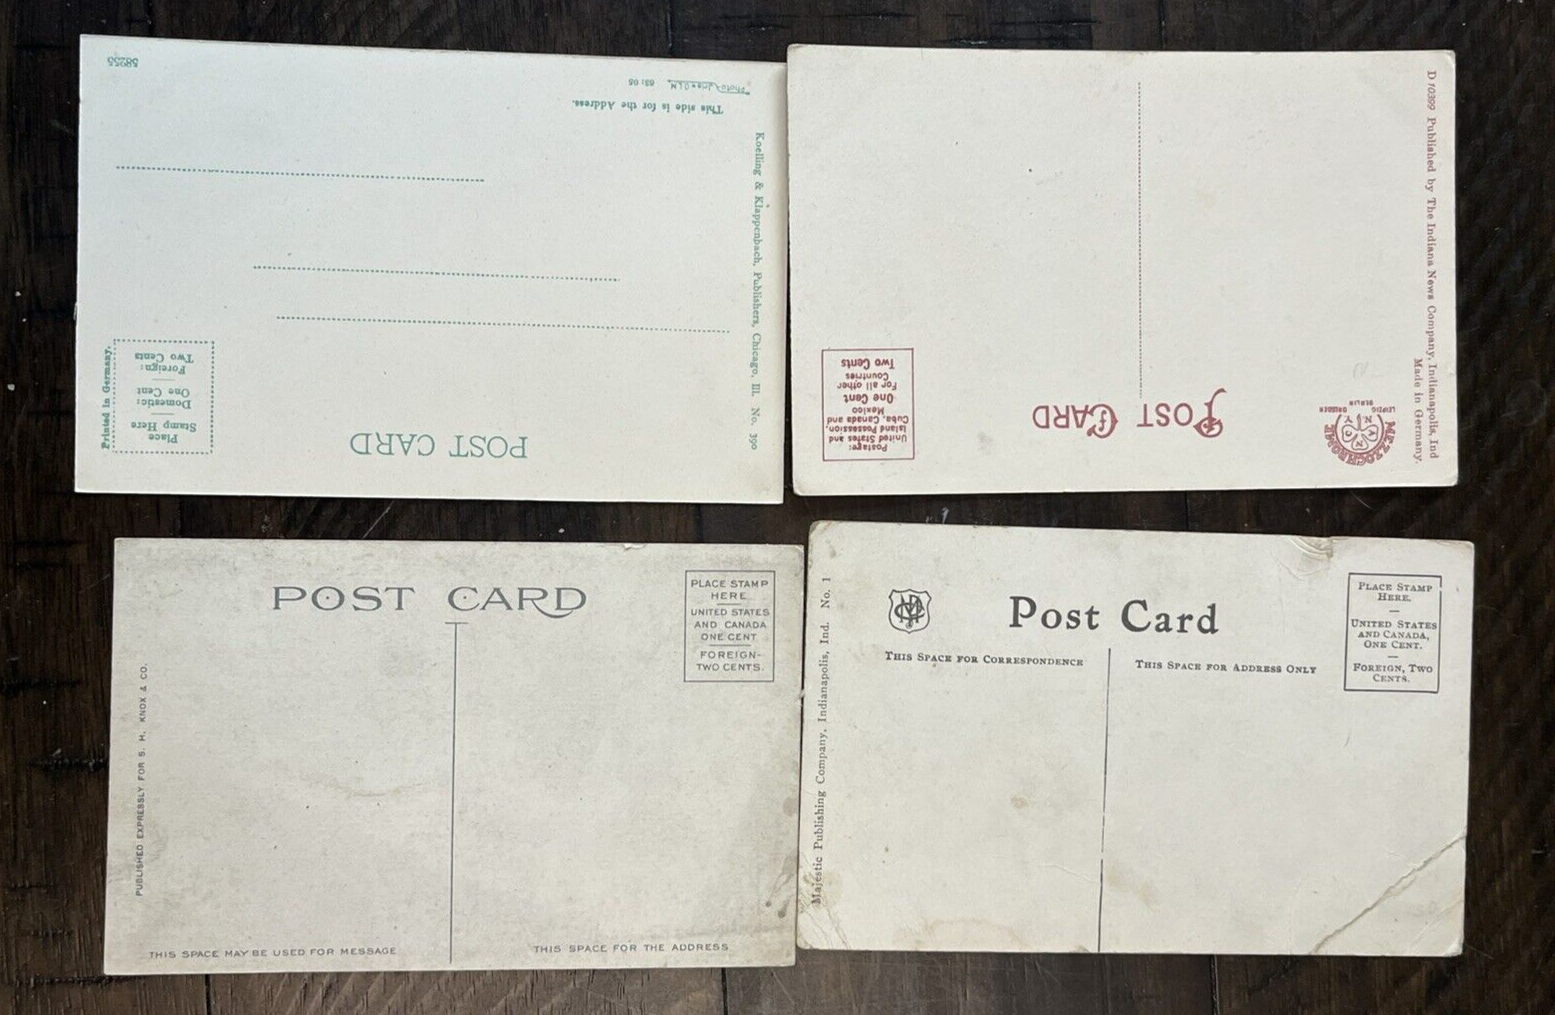 POST CARD
Place
Stamp Here
Domestic:
One Cent
Foreign:
Two Cents
Printed in Germany.
This side is for the Address.
58255
Koelling & Klappenbach, Publishers, Chicago, Ill. No. 390
POST CARD
Postage:
United States and
Island Possession,
Cuba, Canada and
Mexico
One Cent
For all other
Countries
Two Cents
MEZZOCHROME
A N C
N Y
LEIPZIG DRESDEN
BERLIN
D 10399 Published by The Indiana News Company, Indianapolis, Ind
Made in Germany.
POST CARD
PLACE STAMP
HERE
UNITED STATES
AND CANADA
ONE CENT
FOREIGN-
TWO CENTS.
PUBLISHED EXPRESSLY FOR S. H. KNOX & CO.
THIS SPACE MAY BE USED FOR MESSAGE
THIS SPACE FOR THE ADDRESS
Post Card
THIS SPACE FOR CORRESPONDENCE
THIS SPACE FOR ADDRESS ONLY
PLACE STAMP
HERE.
UNITED STATES
AND CANADA,
ONE CENT.
FOREIGN, TWO
CENTS.
Majestic Publishing Company, Indianapolis, Ind. No. 1